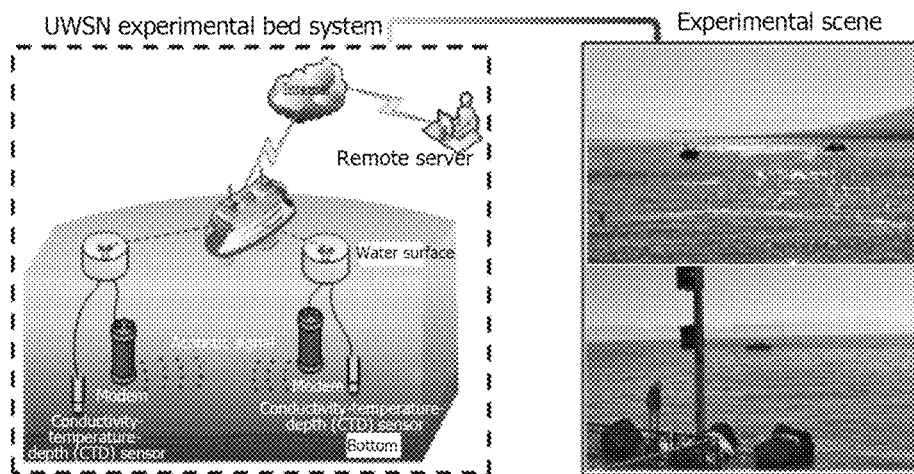 UWSN experimental bed system
Experimental scene
Remote server
Water surface
Modem
Modem
Conductivity
temperature-
depth (CTD) sensor
Conductivity temperature-
depth (CTD) sensor
Bottom